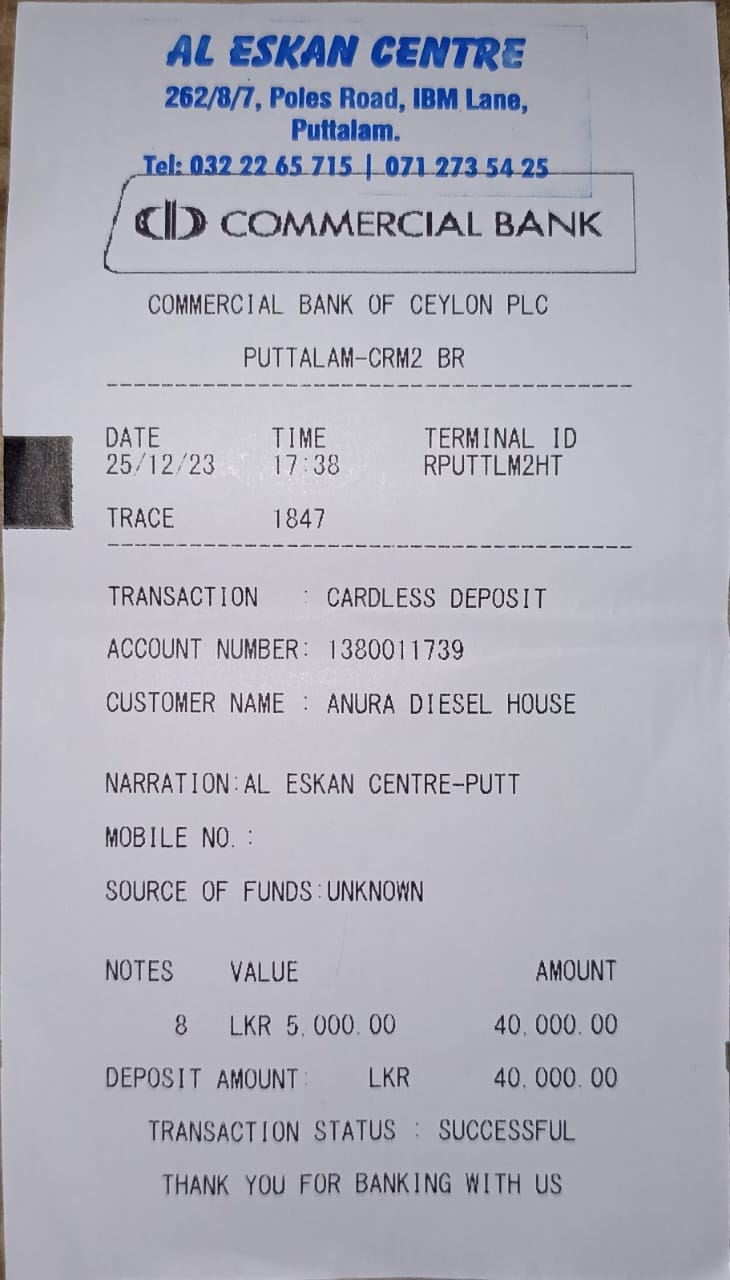 AL ESKAN CENTRE
262/8/7, Poles Road, IBM Lane,
Puttalam.
Tel: 032 22 65 715 | 071 273 54 25
COMMERCIAL BANK
COMMERCIAL BANK OF CEYLON PLC
PUTTALAM-CRM2 BR
DATE TIME TERMINAL ID
25/12/23 17:38 RPUTTLM2HT
TRACE 1847
TRANSACTION : CARDLESS DEPOSIT
ACCOUNT NUMBER: 1380011739
CUSTOMER NAME : ANURA DIESEL HOUSE
NARRATION:AL ESKAN CENTRE-PUTT
MOBILE NO. :
SOURCE OF FUNDS:UNKNOWN
NOTES VALUE AMOUNT
8 LKR 5,000.00 40,000.00
DEPOSIT AMOUNT: LKR 40,000.00
TRANSACTION STATUS : SUCCESSFUL
THANK YOU FOR BANKING WITH US